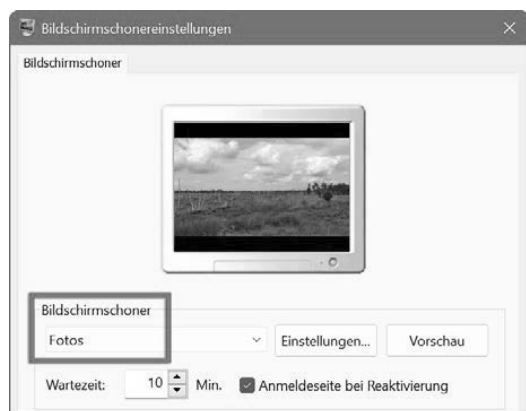 Bildschirmschonereinstellungen
Bildschirmschoner
Bildschirmschoner
Fotos Einstellungen... Vorschau
Wartezeit: 10 Min. Anmeldeseite bei Reaktivierung